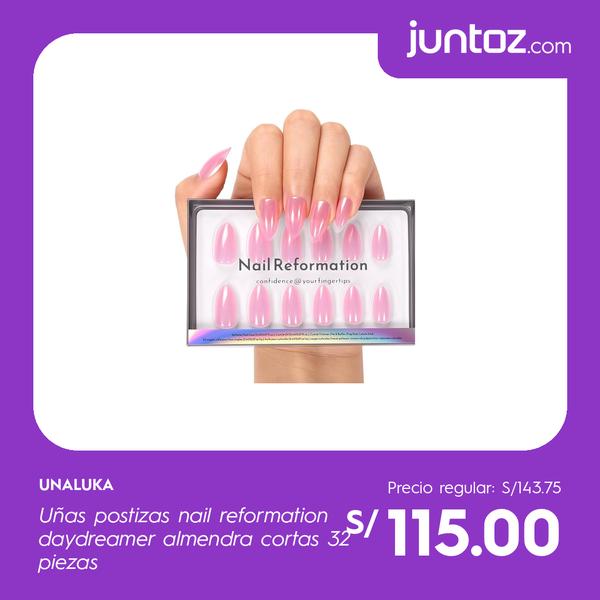 juntoz.com
Nail Reformation
confidence@yourfingertips
UNALUKA
Precio regular: S/143.75
Uñas postizas nail reformation
daydreamer almendra cortas 32
piezas
S/ 115.00